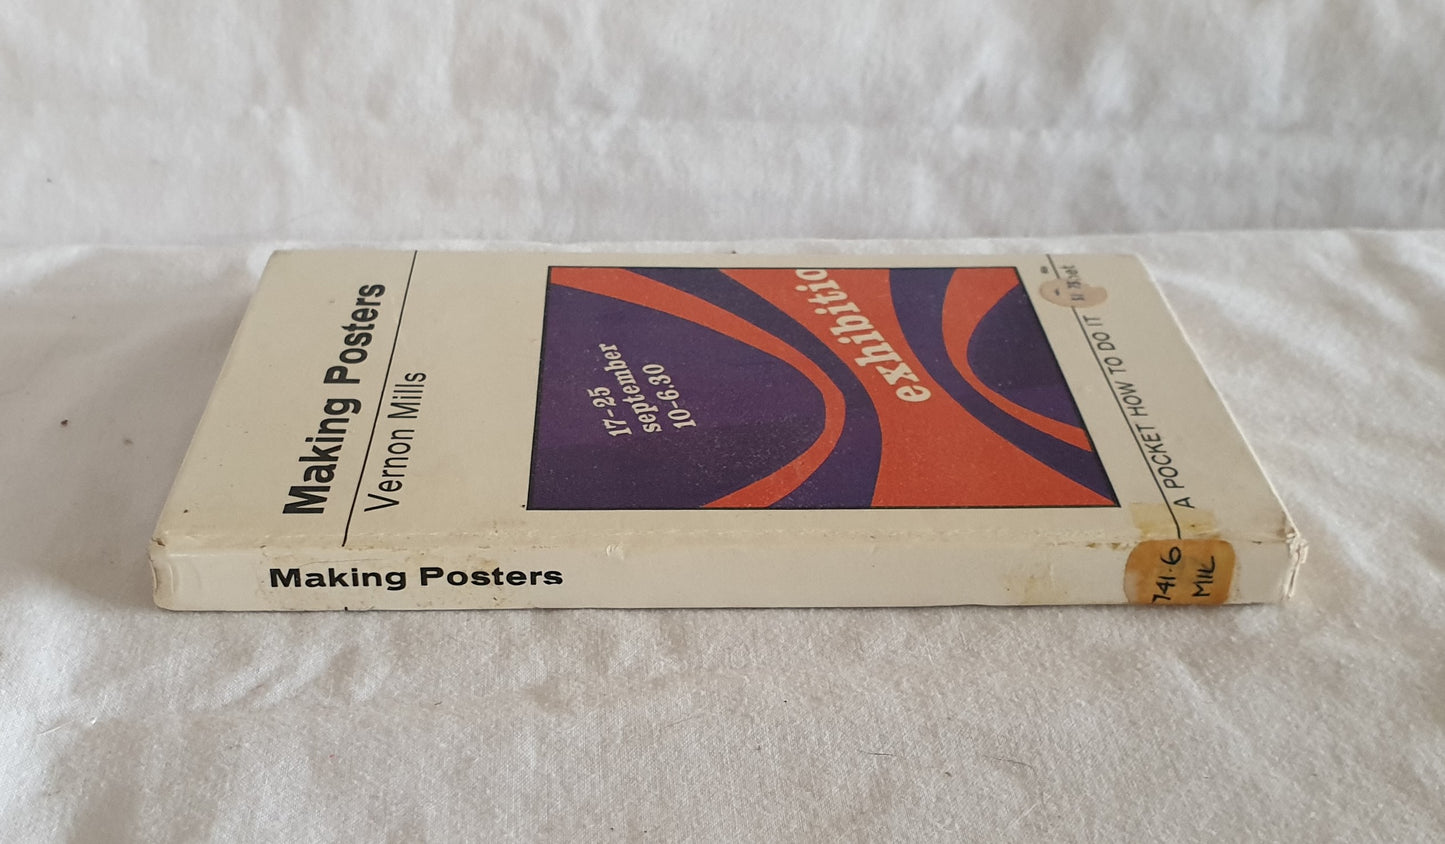 Making Posters
Vernon Mills
exhibitio
17-25
september
10-6.30
A POCKET HOW TO DO IT
net
Making Posters
741.6
MIL